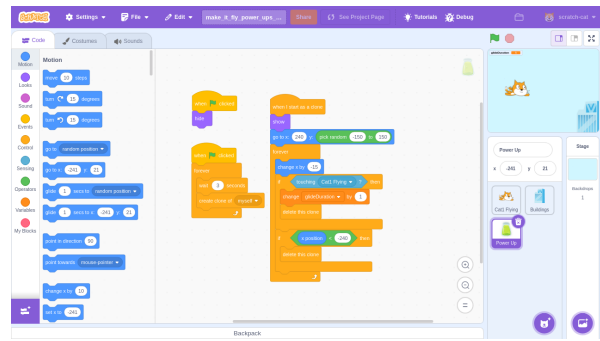 SCRATCH Settings File Edit make_it_fly_power_ups_... Share See Project Page Tutorials Debug scratch-cat
Code Costumes Sounds
Motion
Looks
Sound
Events
Control
Sensing
Operators
Variables
My Blocks
Motion
move 10 steps
turn 15 degrees
turn 15 degrees
go to random position
go to x: -241 y: 21
glide 1 secs to random position
glide 1 secs to x: -241 y: 21
point in direction 90
point towards mouse-pointer
change x by 10
set x to -241
when clicked
hide
when clicked
forever
wait 3 seconds
create clone of myself
when I start as a clone
show
go to x: 240 y: pick random -150 to 150
forever
change x by -15
if touching Cat1 Flying ? then
change glideDuration by 1
delete this clone
if x position < -240 then
delete this clone
Power Up
x -241 y 21
Cat1 Flying
Buildings
Power Up
Stage
Backdrops
1
Backpack